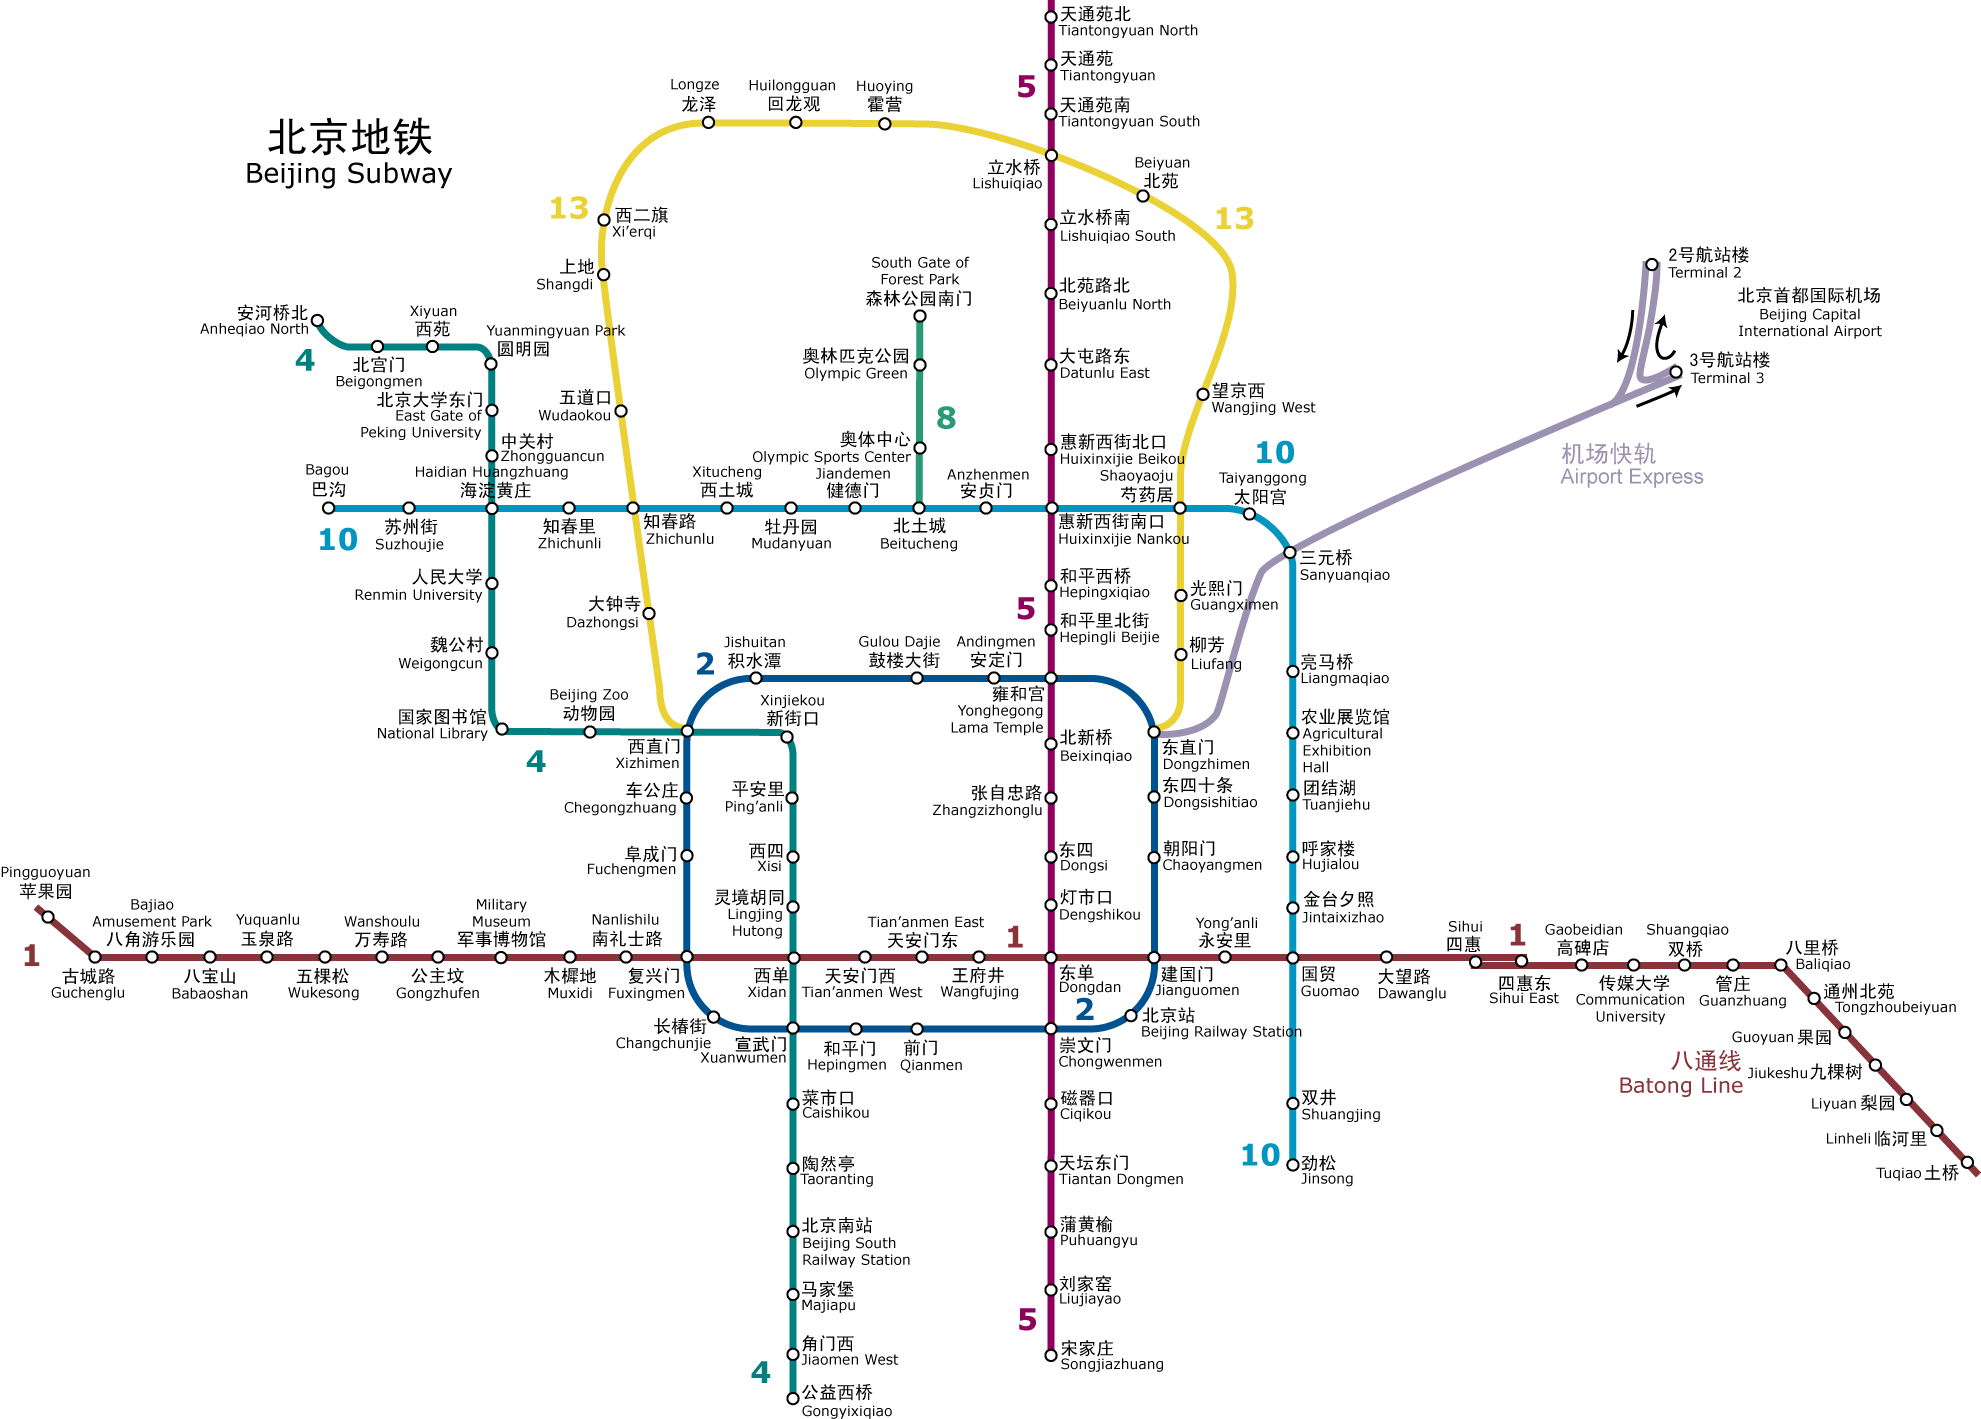 北京地铁
Beijing Subway
天通苑北
Tiantongyuan North
天通苑
Tiantongyuan
5
天通苑南
Tiantongyuan South
Longze
龙泽
Huilongguan
回龙观
Huoying
霍营
立水桥
Lishuiqiao
Beiyuan
北苑
13
13
西二旗
Xi'erqi
立水桥南
Lishuiqiao South
上地
Shangdi
South Gate of
Forest Park
森林公园南门
北苑路北
Beiyuanlu North
2号航站楼
Terminal 2
北京首都国际机场
Beijing Capital
International Airport
3号航站楼
Terminal 3
安河桥北
Anheqiao North
4
Xiyuan
西苑
Yuanmingyuan Park
圆明园
北宫门
Beigongmen
奥林匹克公园
Olympic Green
大屯路东
Datunlu East
北京大学东门
East Gate of
Peking University
五道口
Wudaokou
8
望京西
Wangjing West
中关村
Zhongguancun
奥体中心
Olympic Sports Center
惠新西街北口
Huixinxijie Beikou
10
机场快轨
Airport Express
Bagou
巴沟
Haidian Huangzhuang
海淀黄庄
Xitucheng
西土城
Jiandemen
健德门
Anzhenmen
安贞门
Shaoyaoju
芍药居
Taiyanggong
太阳宫
10
苏州街
Suzhoujie
知春里
Zhichunli
知春路
Zhichunlu
牡丹园
Mudanyuan
北土城
Beitucheng
惠新西街南口
Huixinxijie Nankou
三元桥
Sanyuanqiao
人民大学
Renmin University
大钟寺
Dazhongsi
5
和平西桥
Hepingxiqiao
光熙门
Guangximen
和平里北街
Hepingli Beijie
魏公村
Weigongcun
2
Jishuitan
积水潭
Gulou Dajie
鼓楼大街
Andingmen
安定门
柳芳
Liufang
亮马桥
Liangmaqiao
国家图书馆
National Library
Beijing Zoo
动物园
Xinjiekou
新街口
雍和宫
Yonghegong
Lama Temple
北新桥
Beixinqiao
农业展览馆
Agricultural
Exhibition
Hall
4
西直门
Xizhimen
东直门
Dongzhimen
车公庄
Chegongzhuang
平安里
Ping'anli
张自忠路
Zhangzizhonglu
东四十条
Dongsishitiao
团结湖
Tuanjiehu
阜成门
Fuchengmen
西四
Xisi
东四
Dongsi
朝阳门
Chaoyangmen
呼家楼
Hujialou
灵境胡同
Lingjing
Hutong
灯市口
Dengshikou
金台夕照
Jintaixizhao
Pingguoyuan
苹果园
1
Bajiao
Amusement Park
八角游乐园
Yuquanlu
玉泉路
Wanshoulu
万寿路
Military
Museum
军事博物馆
Nanlishilu
南礼士路
Tian'anmen East
天安门东
1
Yong'anli
永安里
Sihui
四惠
1
Gaobeidian
高碑店
Shuangqiao
双桥
八里桥
Baliqiao
古城路
Guchenglu
八宝山
Babaoshan
五棵松
Wukesong
公主坟
Gongzhufen
木樨地
Muxidi
复兴门
Fuxingmen
西单
Xidan
天安门西
Tian'anmen West
王府井
Wangfujing
东单
Dongdan
建国门
Jianguomen
国贸
Guomao
大望路
Dawanglu
四惠东
Sihui East
传媒大学
Communication
University
管庄
Guanzhuang
通州北苑
Tongzhoubeiyuan
2
长椿街
Changchunjie
宣武门
Xuanwumen
和平门
Hepingmen
前门
Qianmen
崇文门
Chongwenmen
北京站
Beijing Railway Station
Guoyuan 果园
八通线
Batong Line
Jiukeshu 九棵树
Liyuan 梨园
Linheli 临河里
Tuqiao 土桥
菜市口
Caishikou
磁器口
Ciqikou
双井
Shuangjing
陶然亭
Taoranting
天坛东门
Tiantan Dongmen
10
劲松
Jinsong
北京南站
Beijing South
Railway Station
蒲黄榆
Puhuangyu
马家堡
Majiapu
刘家窑
Liujiayao
5
角门西
Jiaomen West
宋家庄
Songjiazhuang
4
公益西桥
Gongyixiqiao